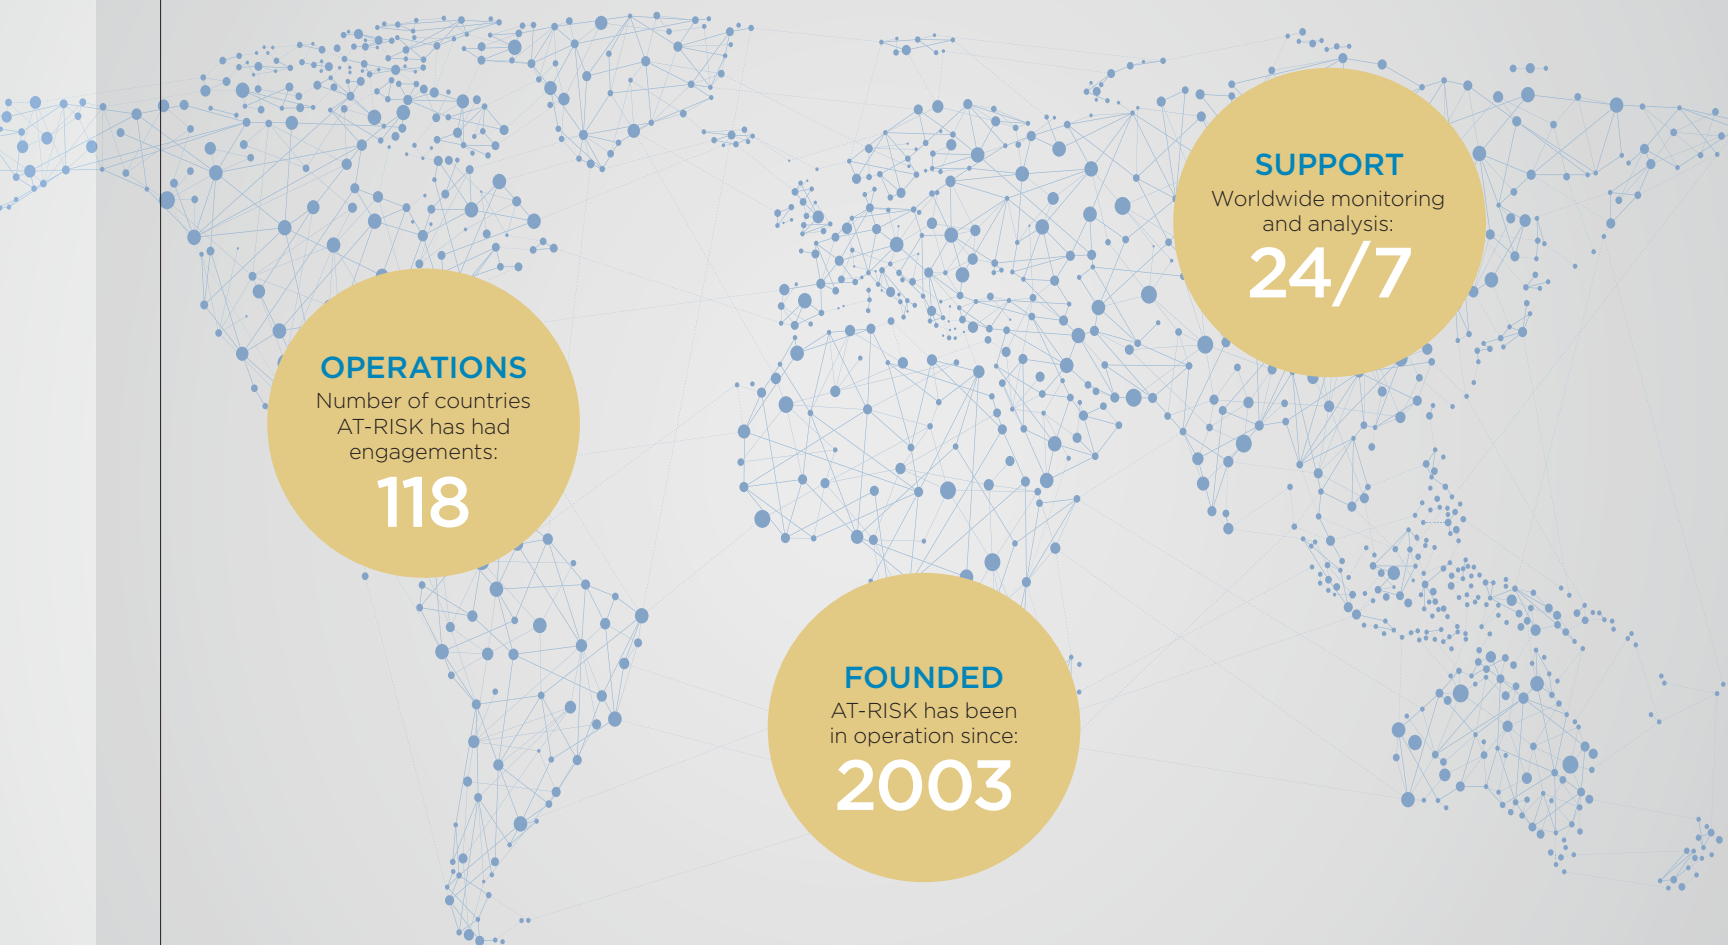 SUPPORT
Worldwide monitoring
and analysis:
24/7
OPERATIONS
Number of countries
AT-RISK has had
engagements:
118
FOUNDED
AT-RISK has been
in operation since:
2003